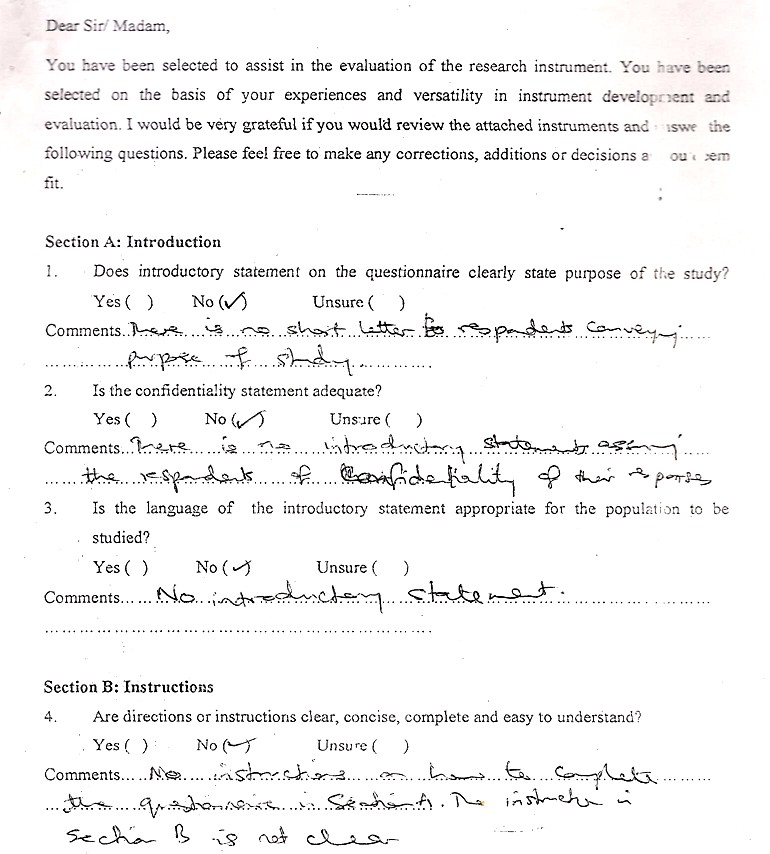 Dear Sir/ Madam,
You have been selected to assist in the evaluation of the research instrument. You have been
selected on the basis of your experiences and versatility in instrument development and
evaluation. I would be very grateful if you would review the attached instruments and the
following questions. Please feel free to make any corrections, additions or decisions
fit.
Section A: Introduction
1. Does introductory statement on the questionnaire clearly state purpose of the study?
Yes ( ) No (✓) Unsure ( )
Comments..There is no short letter to respondents conveying
purpose of study
2. Is the confidentiality statement adequate?
Yes ( ) No (✓) Unsure ( )
Comments..There is no introductory statement
the respondents of confidentiality of their responses
3. Is the language of the introductory statement appropriate for the population to be
studied?
Yes ( ) No (✓) Unsure ( )
Comments......No introductory statement.
Section B: Instructions
4. Are directions or instructions clear, concise, complete and easy to understand?
Yes ( ) No (✓) Unsure ( )
Comments....No instructions on how to complete
the questionnaire in Section A. The instruction in
Section B is not clear